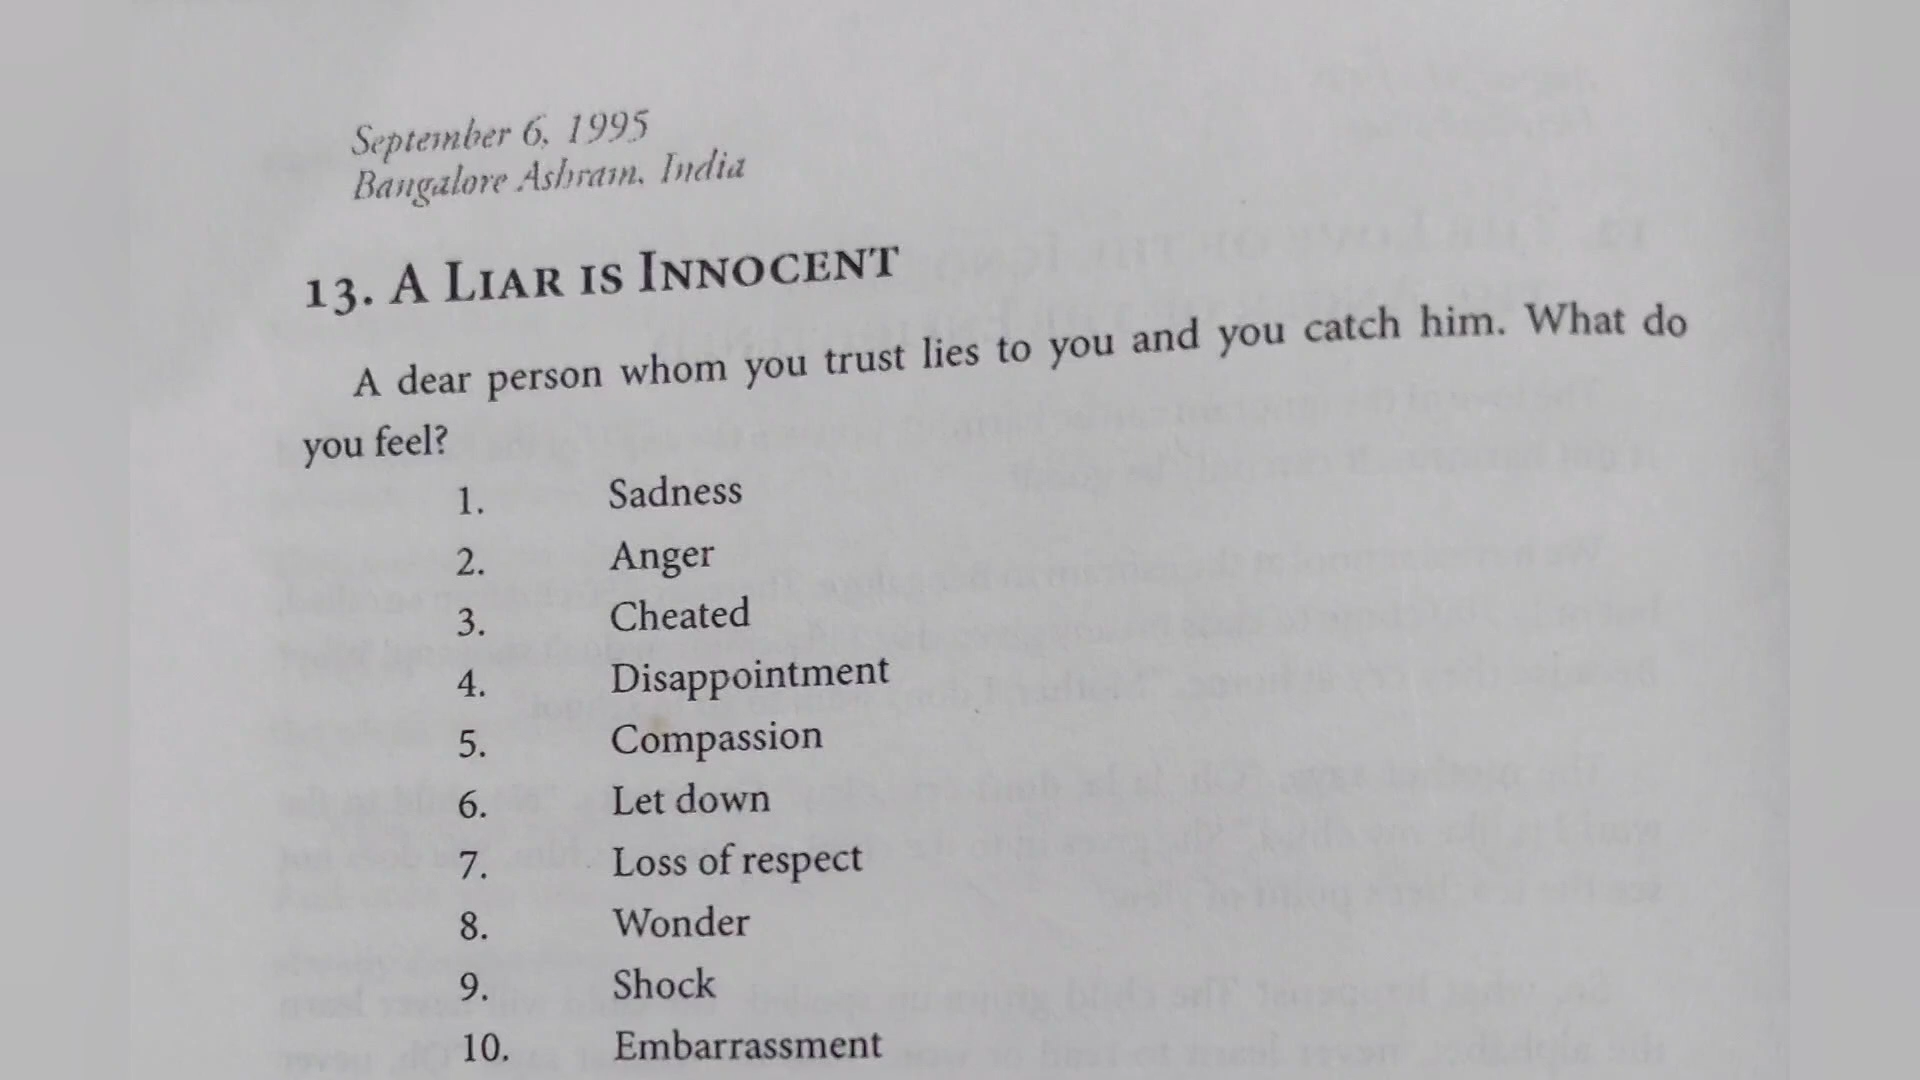 September 6, 1995
Bangalore Ashram, India
13. A LIAR IS INNOCENT
A dear person whom you trust lies to you and you catch him. What do
you feel?
1. Sadness
2. Anger
3. Cheated
4. Disappointment
5. Compassion
6. Let down
7. Loss of respect
8. Wonder
9. Shock
10. Embarrassment